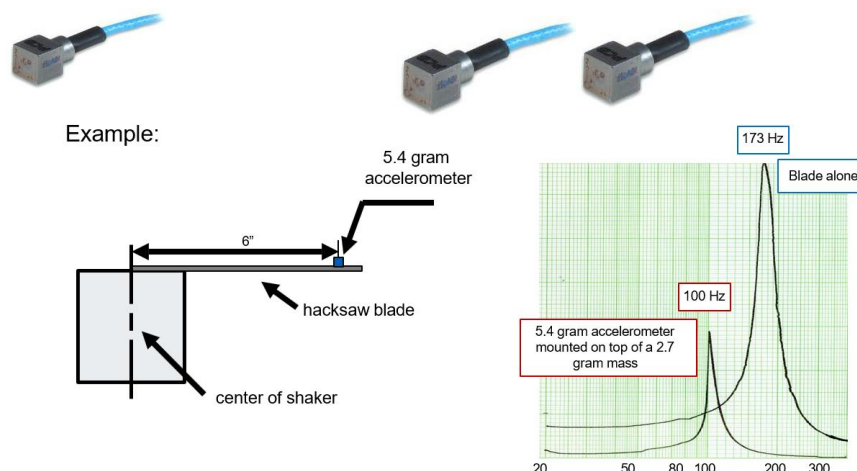 Example:
5.4 gram
accelerometer
6”
hacksaw blade
center of shaker
173 Hz
Blade alone
100 Hz
5.4 gram accelerometer
mounted on top of a 2.7
gram mass
20 50 80 100 200 300